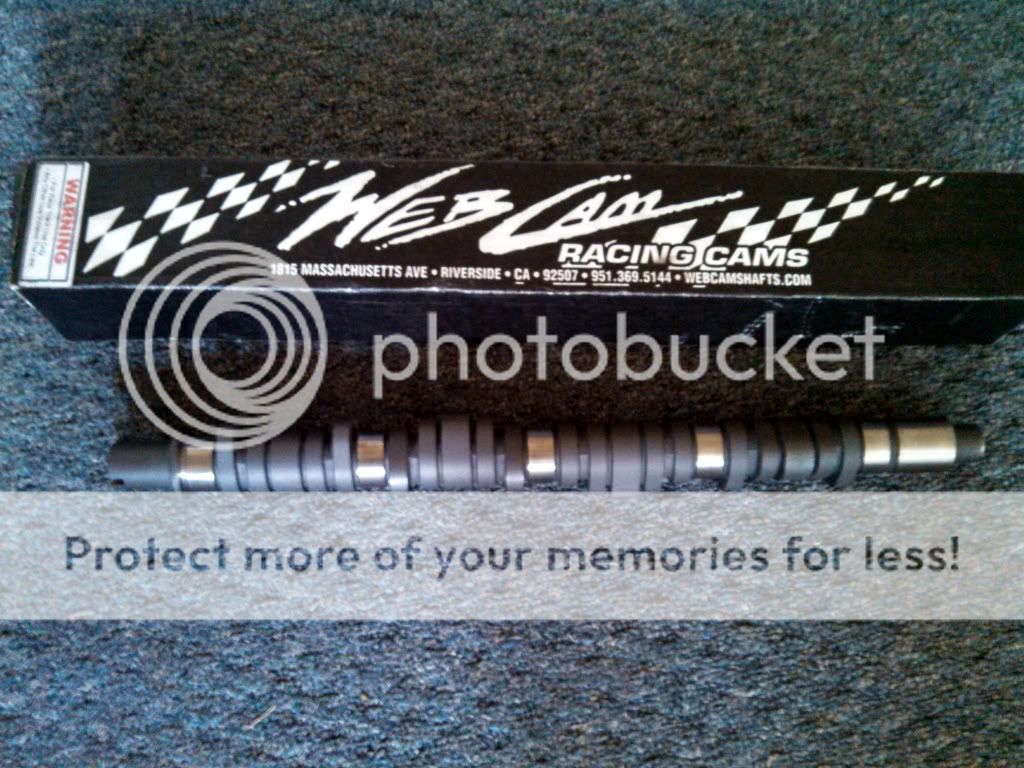 WARNING
WEB CAM
RACING CAMS
1815 MASSACHUSETTS AVE • RIVERSIDE • CA • 92507 • 951.369.5144 • WEBCAMSHAFTS.COM
photobucket
Protect more of your memories for less!